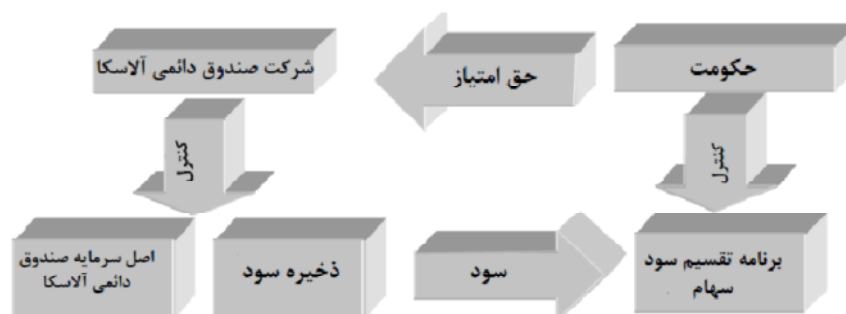 حکومت
حق امتیاز
شرکت صندوق دائمی آلاسکا
کنترل
کنترل
برنامه تقسیم سود
سهام
سود
ذخیره سود
اصل سرمایه صندوق
دائمی آلاسکا